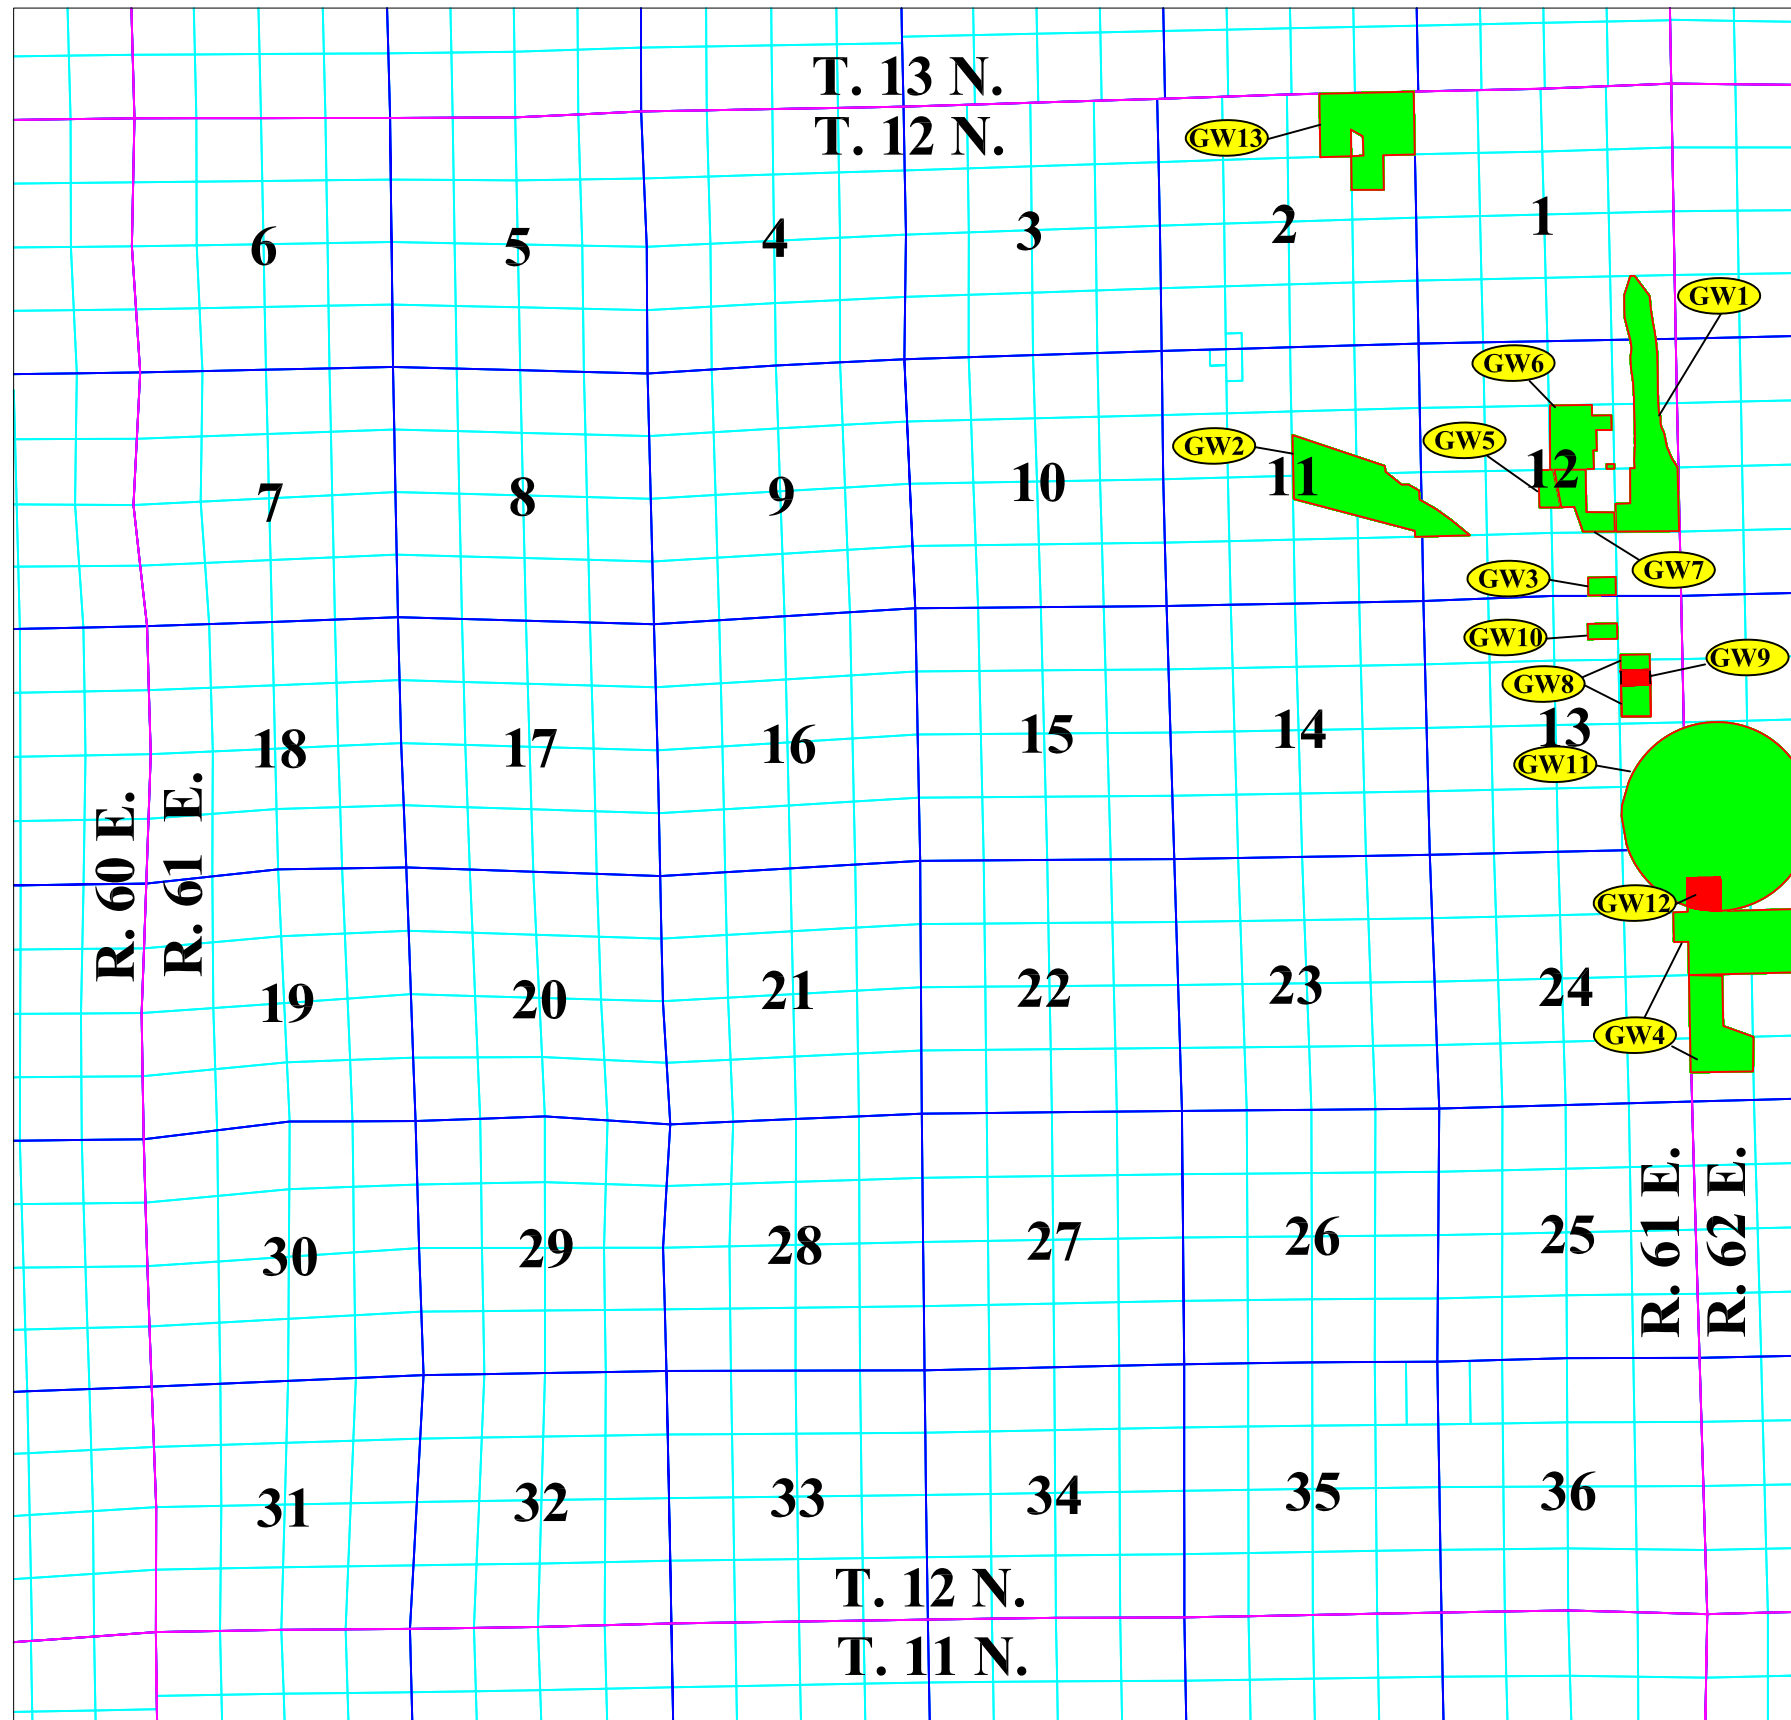 T. 13 N.
T. 12 N.
GW13
6 5 4 3 2 1
GW1
GW6
GW5
GW2
7 8 9 10 11 12
GW7
GW3
GW10
GW9
GW8
18 17 16 15 14 13
GW11
R. 60 E.
R. 61 E.
GW12
19 20 21 22 23 24
GW4
30 29 28 27 26 25
R. 61 E.
R. 62 E.
31 32 33 34 35 36
T. 12 N.
T. 11 N.